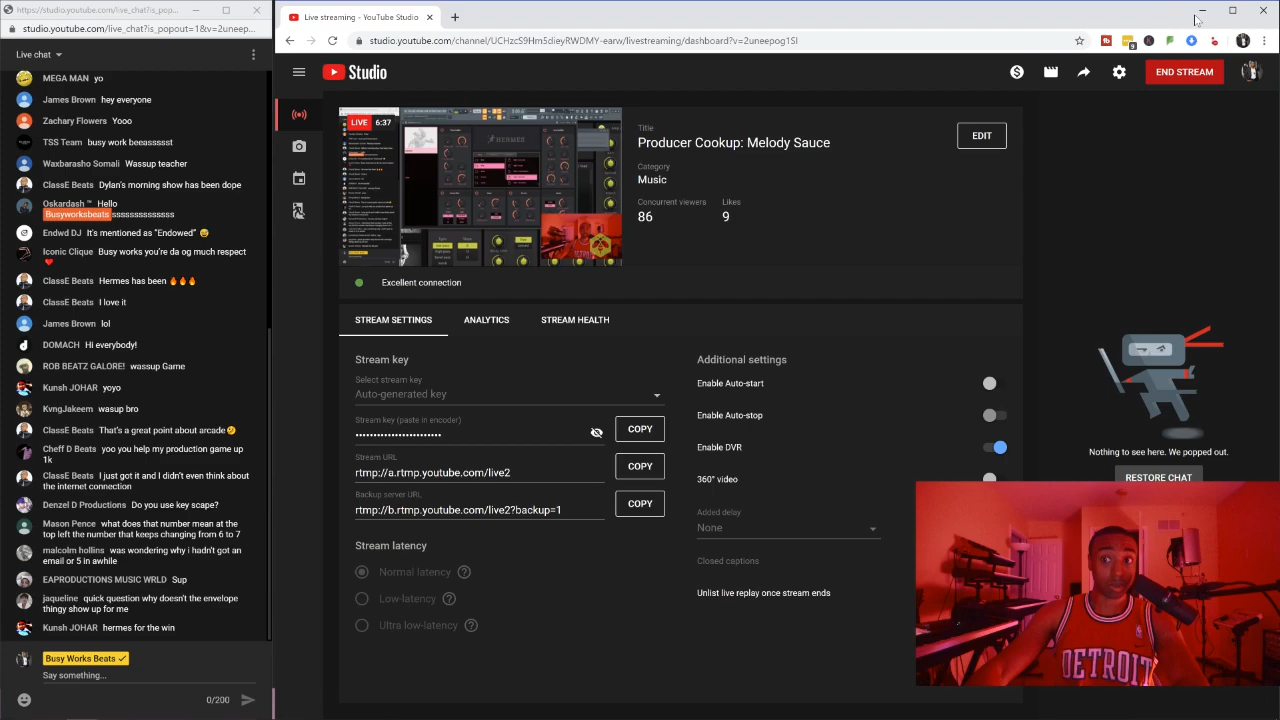 https://studio.youtube.com/live_chat?is_pop...
studio.youtube.com/live_chat?is_popout=1&v=2uneep...
Live chat
MEGA MAN yo
James Brown hey everyone
Zachary Flowers Yooo
TSS Team busy work beessssst
Waxbarasho Somali Wassup teacher
ClassE Beats Dylan's morning show has been dope
Oskardash ™ Hello
Busyworksbeats sssssssssssssss
Endwd DJ it's mentioned as "Endowed" 😅
Iconic Clique Busy works you're da og much respect
❤️
ClassE Beats Hermes has been 🔥🔥🔥
ClassE Beats I love it
James Brown lol
DOMACH Hi everybody!
ROB BEATZ GALORE! wassup Game
Kunsh JOHAR yoyo
KvngJakeem wasup bro
ClassE Beats That's a great point about arcade🤔
Cheff D Beats yoo you help my production game up
1k
ClassE Beats I just got it and I didn't even think about
the internet connection
Denzel D Productions Do you use key scape?
Mason Pence what does that number mean at the
top left the number that keeps changing from 6 to 7
malcolm hollins was wondering why i hadn't got an
email or 5 in awhile
EAPRODUCTIONS MUSIC WRLD Sup
jaqueline quick question why doesn't the envelope
thingy show up for me
Kunsh JOHAR hermes for the win
Busy Works Beats ✓
Say something...
0/200
Live streaming - YouTube Studio
studio.youtube.com/channel/UCHzcS9Hm5dieyRWDMY-earw/livestreaming/dashboard?v=2uneepog1SI
9
Studio
END STREAM
LIVE 6:37
HERMES
Title
Producer Cookup: Melody Sauce
Category
Music
Concurrent viewers
86
Likes
9
EDIT
Excellent connection
STREAM SETTINGS
ANALYTICS
STREAM HEALTH
Stream key
Select stream key
Auto-generated key
Stream key (paste in encoder)
••••••••••••••••••••••••
COPY
Stream URL
rtmp://a.rtmp.youtube.com/live2
COPY
Backup server URL
rtmp://b.rtmp.youtube.com/live2?backup=1
COPY
Stream latency
Normal latency
Low-latency
Ultra low-latency
Additional settings
Enable Auto-start
Enable Auto-stop
Enable DVR
360° video
Added delay
None
Closed captions
Unlist live replay once stream ends
Nothing to see here. We popped out.
RESTORE CHAT
DETROIT